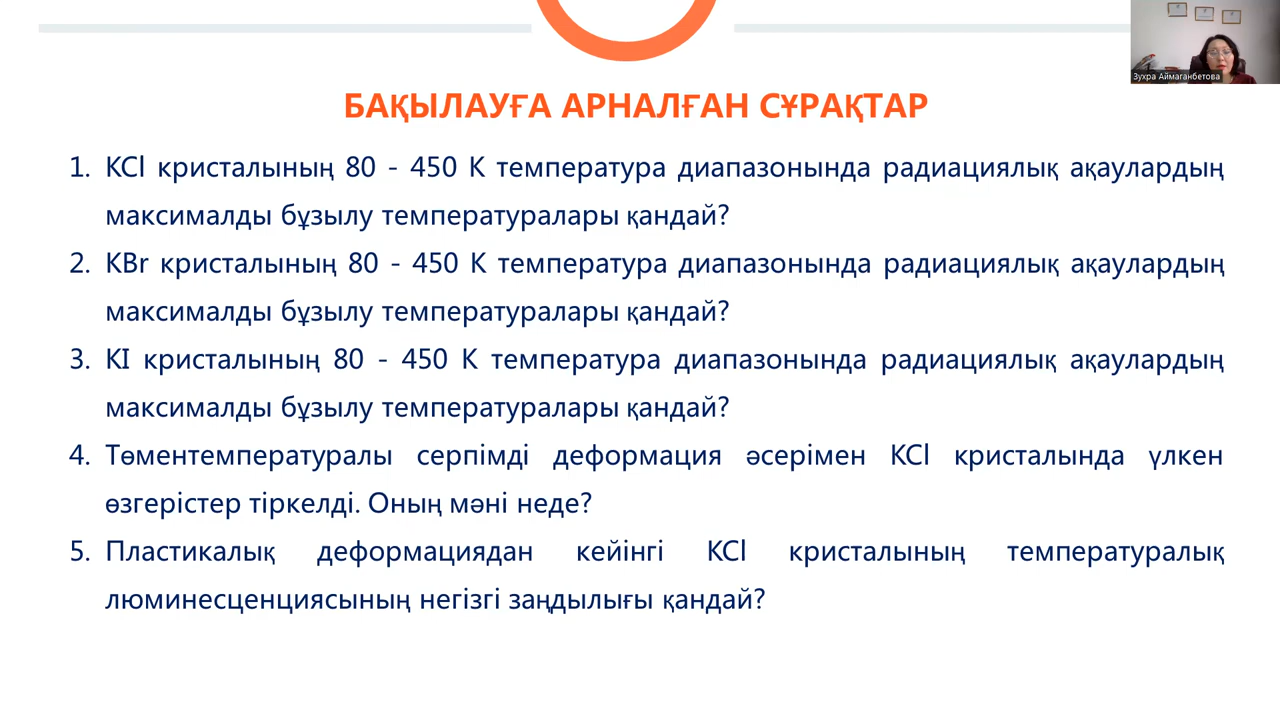 Зухра Аймаганбетова
БАҚЫЛАУҒА АРНАЛҒАН СҰРАҚТАР
1. KCl кристалының 80 - 450 К температура диапазонында радиациялық ақаулардың
максималды бұзылу температуралары қандай?
2. KBr кристалының 80 - 450 К температура диапазонында радиациялық ақаулардың
максималды бұзылу температуралары қандай?
3. KI кристалының 80 - 450 К температура диапазонында радиациялық ақаулардың
максималды бұзылу температуралары қандай?
4. Төментемпературалы серпімді деформация әсерімен KCl кристалында үлкен
өзгерістер тіркелді. Оның мәні неде?
5. Пластикалық деформациядан кейінгі KCl кристалының температуралық
люминесценциясының негізгі заңдылығы қандай?